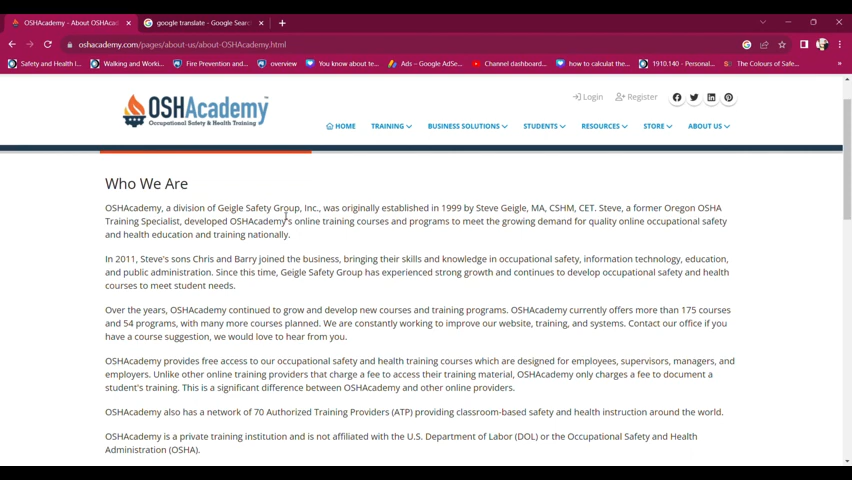 OSHAcademy - About OSHAcad
google translate - Google Sear
oshacademy.com/pages/about-us/about-OSHAcademy.html
Safety and Health I... Walking and Worki... Fire Prevention and... overview You know about te... Ads – Google AdSe... Channel dashboard... how to calculat the... 1910.140 - Personal... The Colours of Safe...
Login Register
OSHAcademy
Occupational Safety & Health Training
HOME TRAINING BUSINESS SOLUTIONS STUDENTS RESOURCES STORE ABOUT US
Who We Are
OSHAcademy, a division of Geigle Safety Group, Inc., was originally established in 1999 by Steve Geigle, MA, CSHM, CET. Steve, a former Oregon OSHA
Training Specialist, developed OSHAcademy's online training courses and programs to meet the growing demand for quality online occupational safety
and health education and training nationally.
In 2011, Steve's sons Chris and Barry joined the business, bringing their skills and knowledge in occupational safety, information technology, education,
and public administration. Since this time, Geigle Safety Group has experienced strong growth and continues to develop occupational safety and health
courses to meet student needs.
Over the years, OSHAcademy continued to grow and develop new courses and training programs. OSHAcademy currently offers more than 175 courses
and 54 programs, with many more courses planned. We are constantly working to improve our website, training, and systems. Contact our office if you
have a course suggestion, we would love to hear from you.
OSHAcademy provides free access to our occupational safety and health training courses which are designed for employees, supervisors, managers, and
employers. Unlike other online training providers that charge a fee to access their training material, OSHAcademy only charges a fee to document a
student's training. This is a significant difference between OSHAcademy and other online providers.
OSHAcademy also has a network of 70 Authorized Training Providers (ATP) providing classroom-based safety and health instruction around the world.
OSHAcademy is a private training institution and is not affiliated with the U.S. Department of Labor (DOL) or the Occupational Safety and Health
Administration (OSHA).